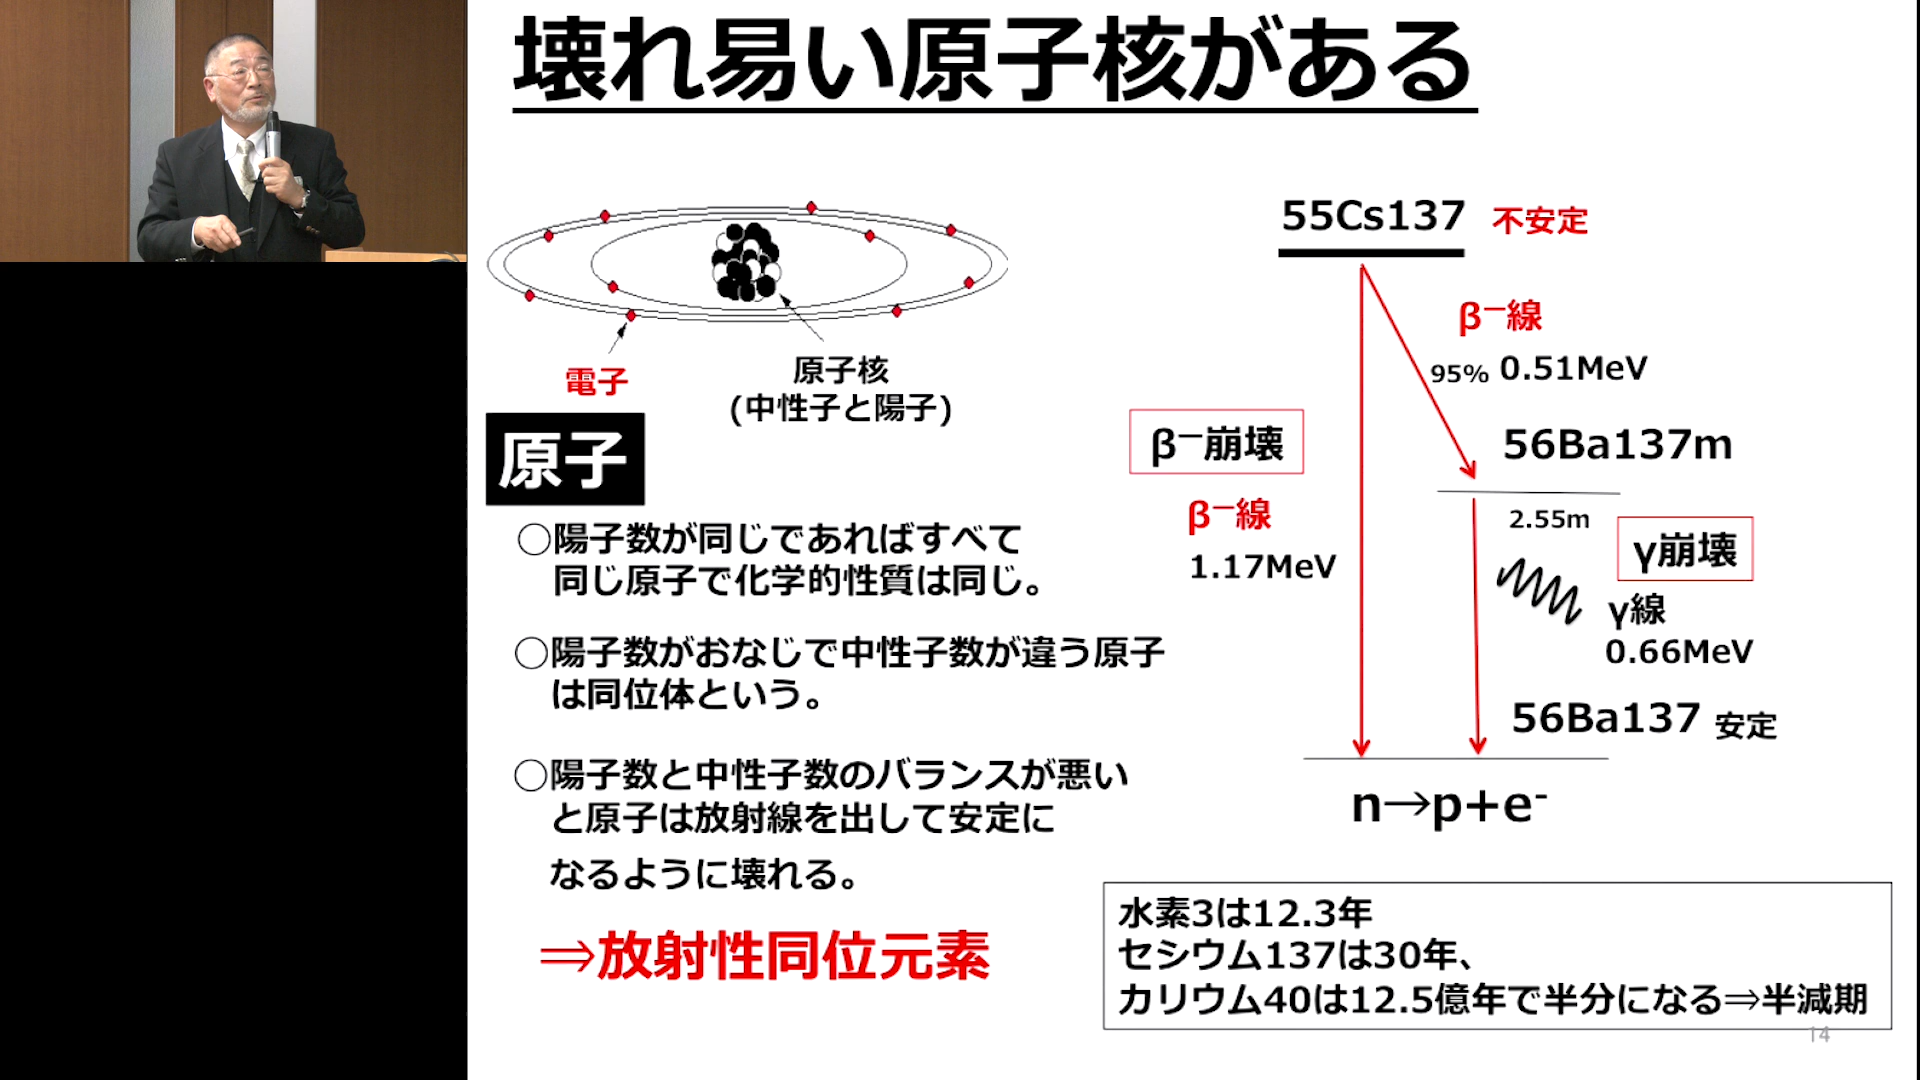 壊れ易い原子核がある
電子
原子核
(中性子と陽子)
原子
○陽子数が同じであればすべて
同じ原子で化学的性質は同じ。
○陽子数がおなじで中性子数が違う原子
は同位体という。
○陽子数と中性子数のバランスが悪い
と原子は放射線を出して安定に
なるように壊れる。
⇒放射性同位元素
55Cs137 不安定
β⁻線
95% 0.51MeV
56Ba137m
β⁻崩壊
β⁻線
1.17MeV
2.55m
γ崩壊
γ線
0.66MeV
56Ba137 安定
n→p+e⁻
水素3は12.3年
セシウム137は30年、
カリウム40は12.5億年で半分になる⇒半減期
14